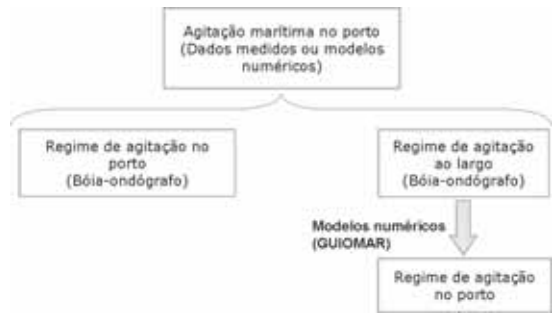 Agitação marítima no porto
(Dados medidos ou modelos
numéricos)
Regime de agitação no
porto
(Bóia-ondógrafo)
Regime de agitação
ao largo
(Bóia-ondógrafo)
Modelos numéricos
(GUIOMAR)
Regime de agitação
no porto